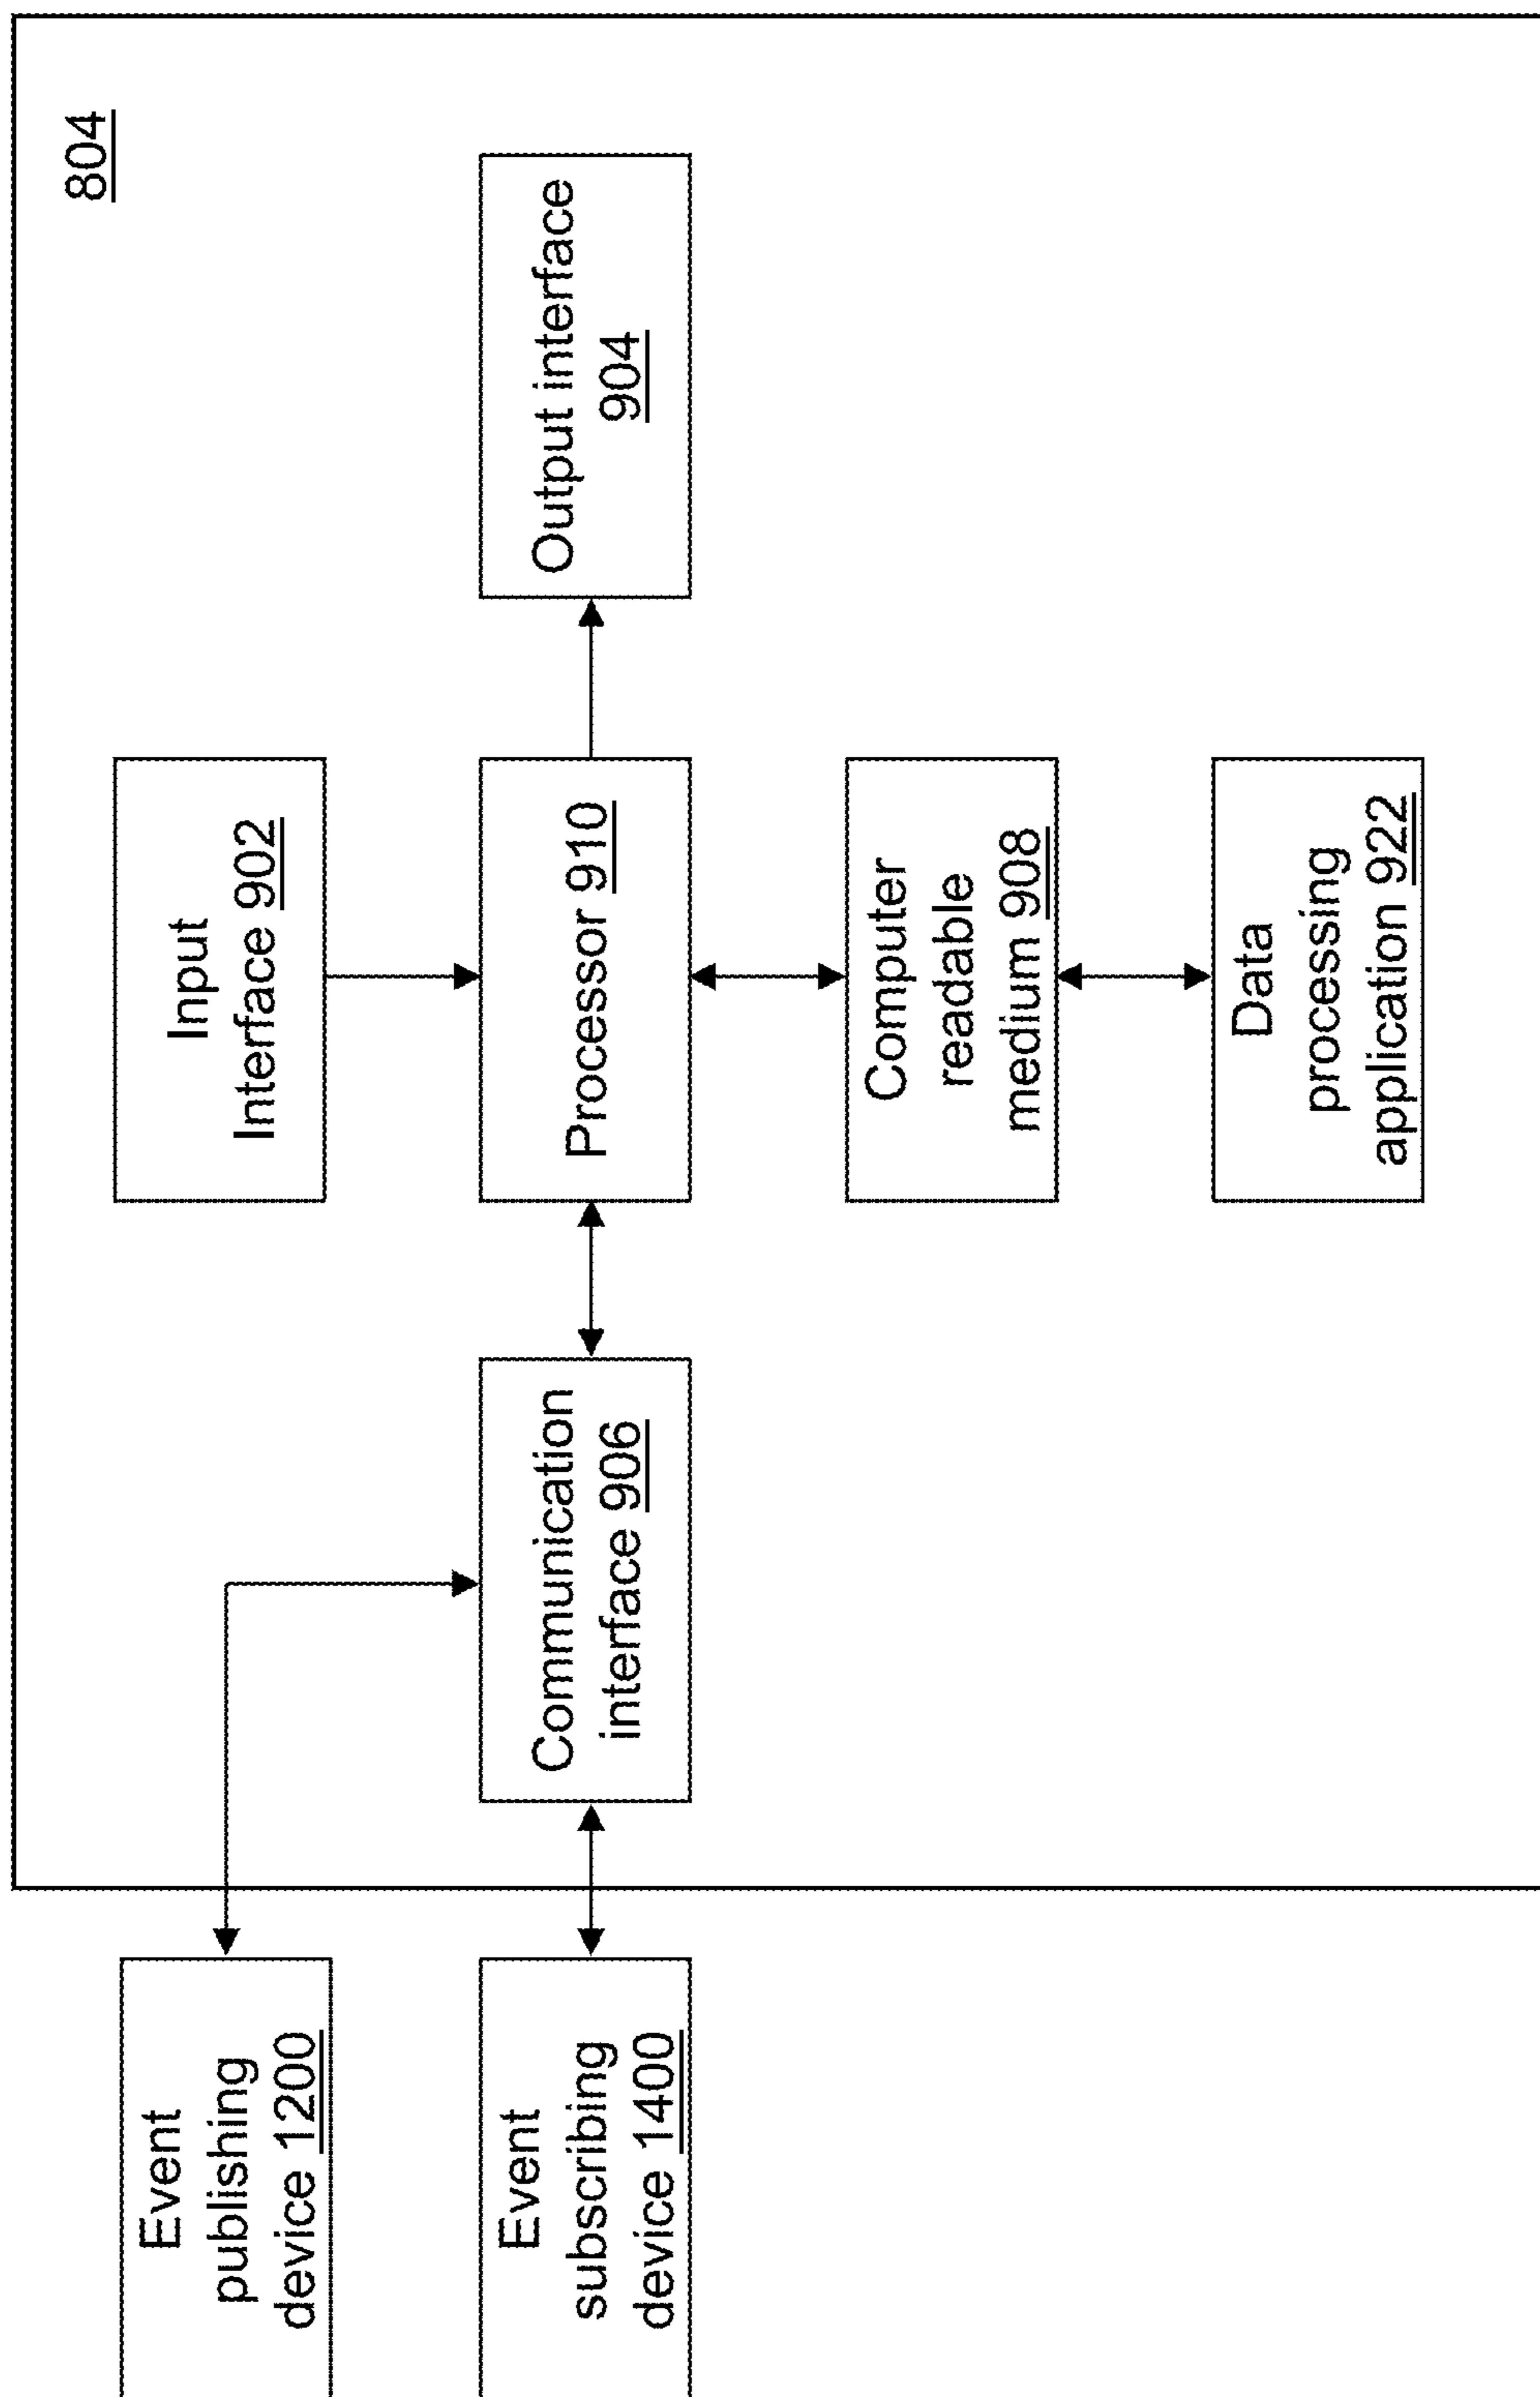 804
Event
publishing
device 1200
Input
Interface 902
Event
subscribing
device 1400
Communication
interface 906
Processor 910
Output interface
904
Computer
readable
medium 908
Data
processing
application 922